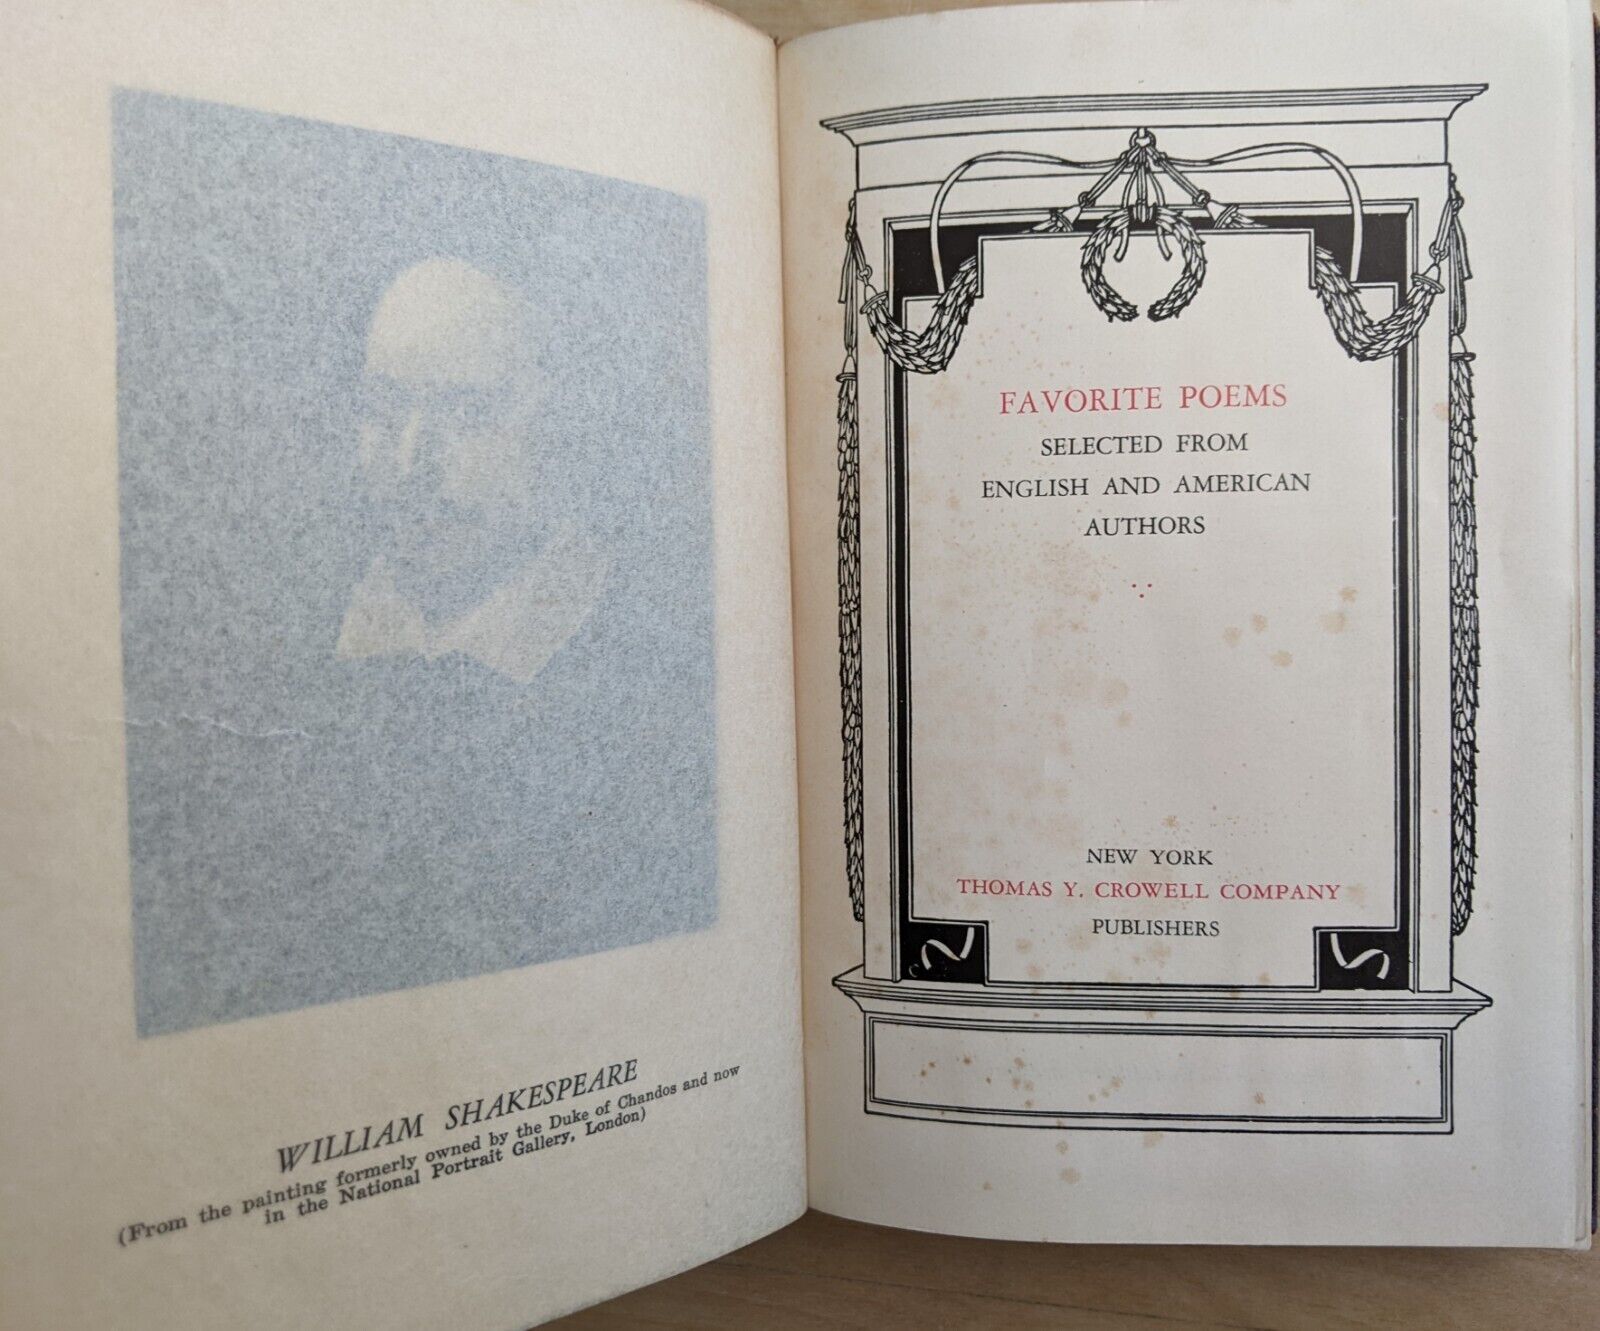 WILLIAM SHAKESPEARE
(From the painting formerly owned by the Duke of Chandos and now
in the National Portrait Gallery, London)
FAVORITE POEMS
SELECTED FROM
ENGLISH AND AMERICAN
AUTHORS
NEW YORK
THOMAS Y. CROWELL COMPANY
PUBLISHERS